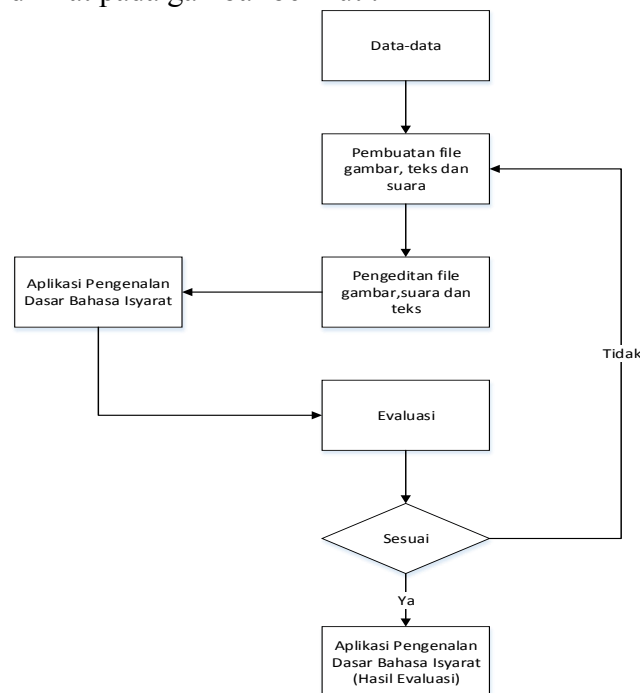 Data-data
Pembuatan file
gambar, teks dan
suara
Aplikasi Pengenalan
Dasar Bahasa Isyarat
Pengeditan file
gambar,suara dan
teks
Tidak
Evaluasi
Sesuai
Ya
Aplikasi Pengenalan
Dasar Bahasa Isyarat
(Hasil Evaluasi)